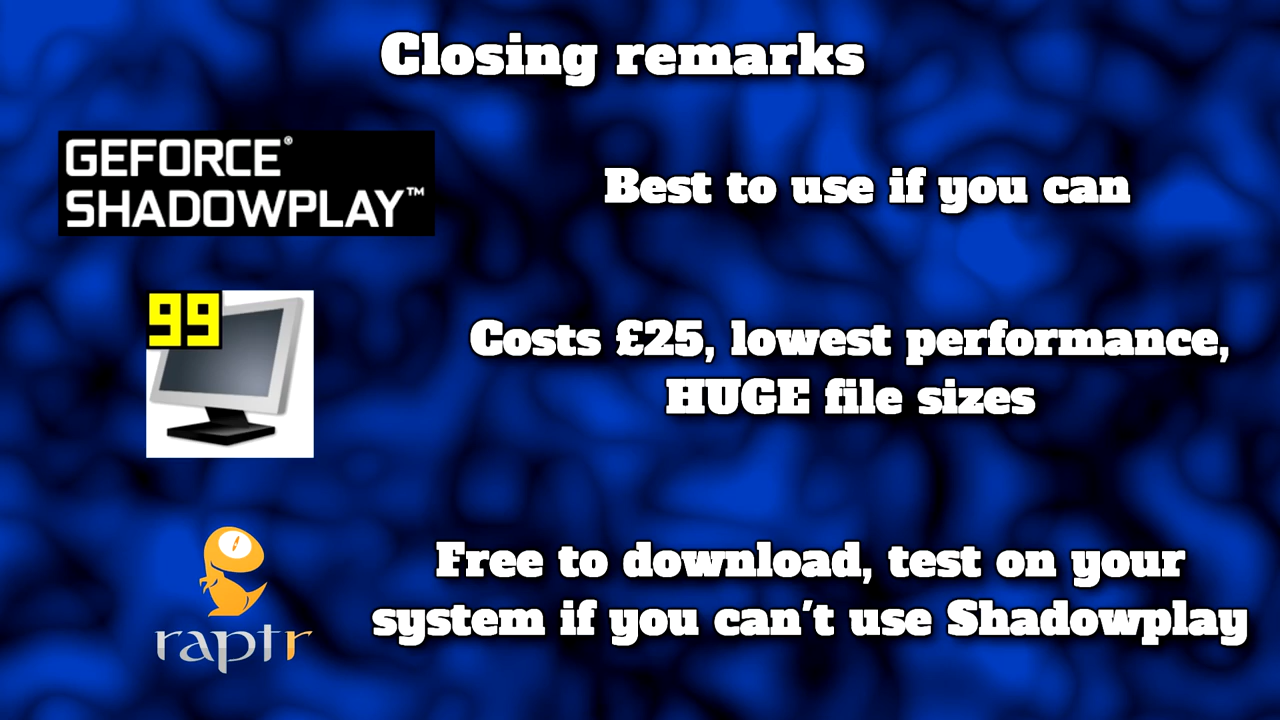 Closing remarks
GEFORCE®
SHADOWPLAY™
Best to use if you can
99
Costs £25, lowest performance,
HUGE file sizes
raptr
Free to download, test on your
system if you can't use Shadowplay